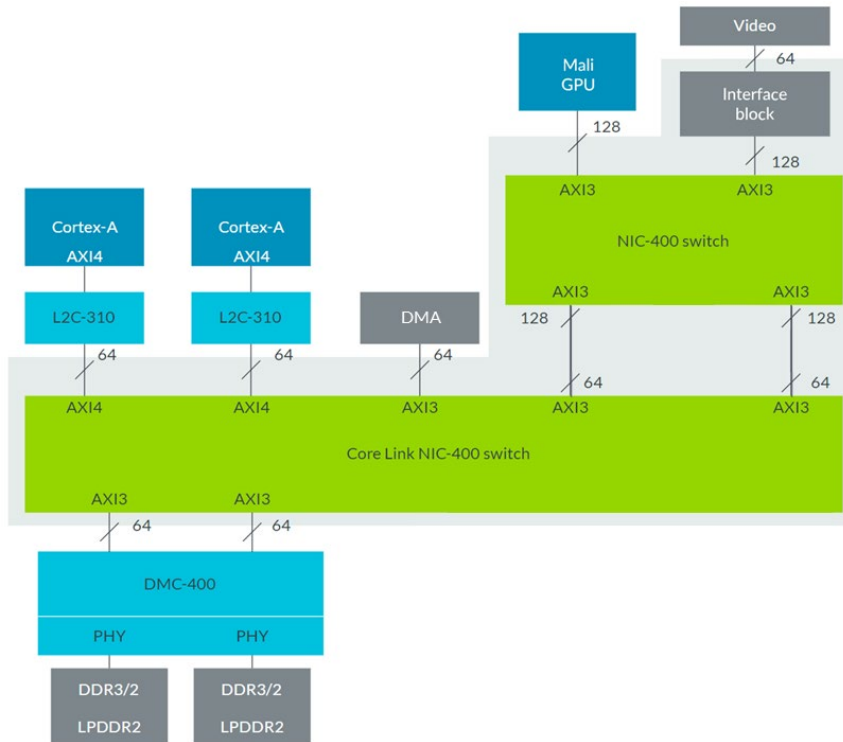 Video
64
Mali
GPU
Interface
block
128
128
AXI3
AXI3
NIC-400 switch
Cortex-A
AXI4
Cortex-A
AXI4
AXI3
AXI3
L2C-310
L2C-310
DMA
128
128
64
64
64
64
64
AXI4
AXI4
AXI3
AXI3
AXI3
Core Link NIC-400 switch
AXI3
AXI3
64
64
DMC-400
PHY
PHY
DDR3/2
LPDDR2
DDR3/2
LPDDR2